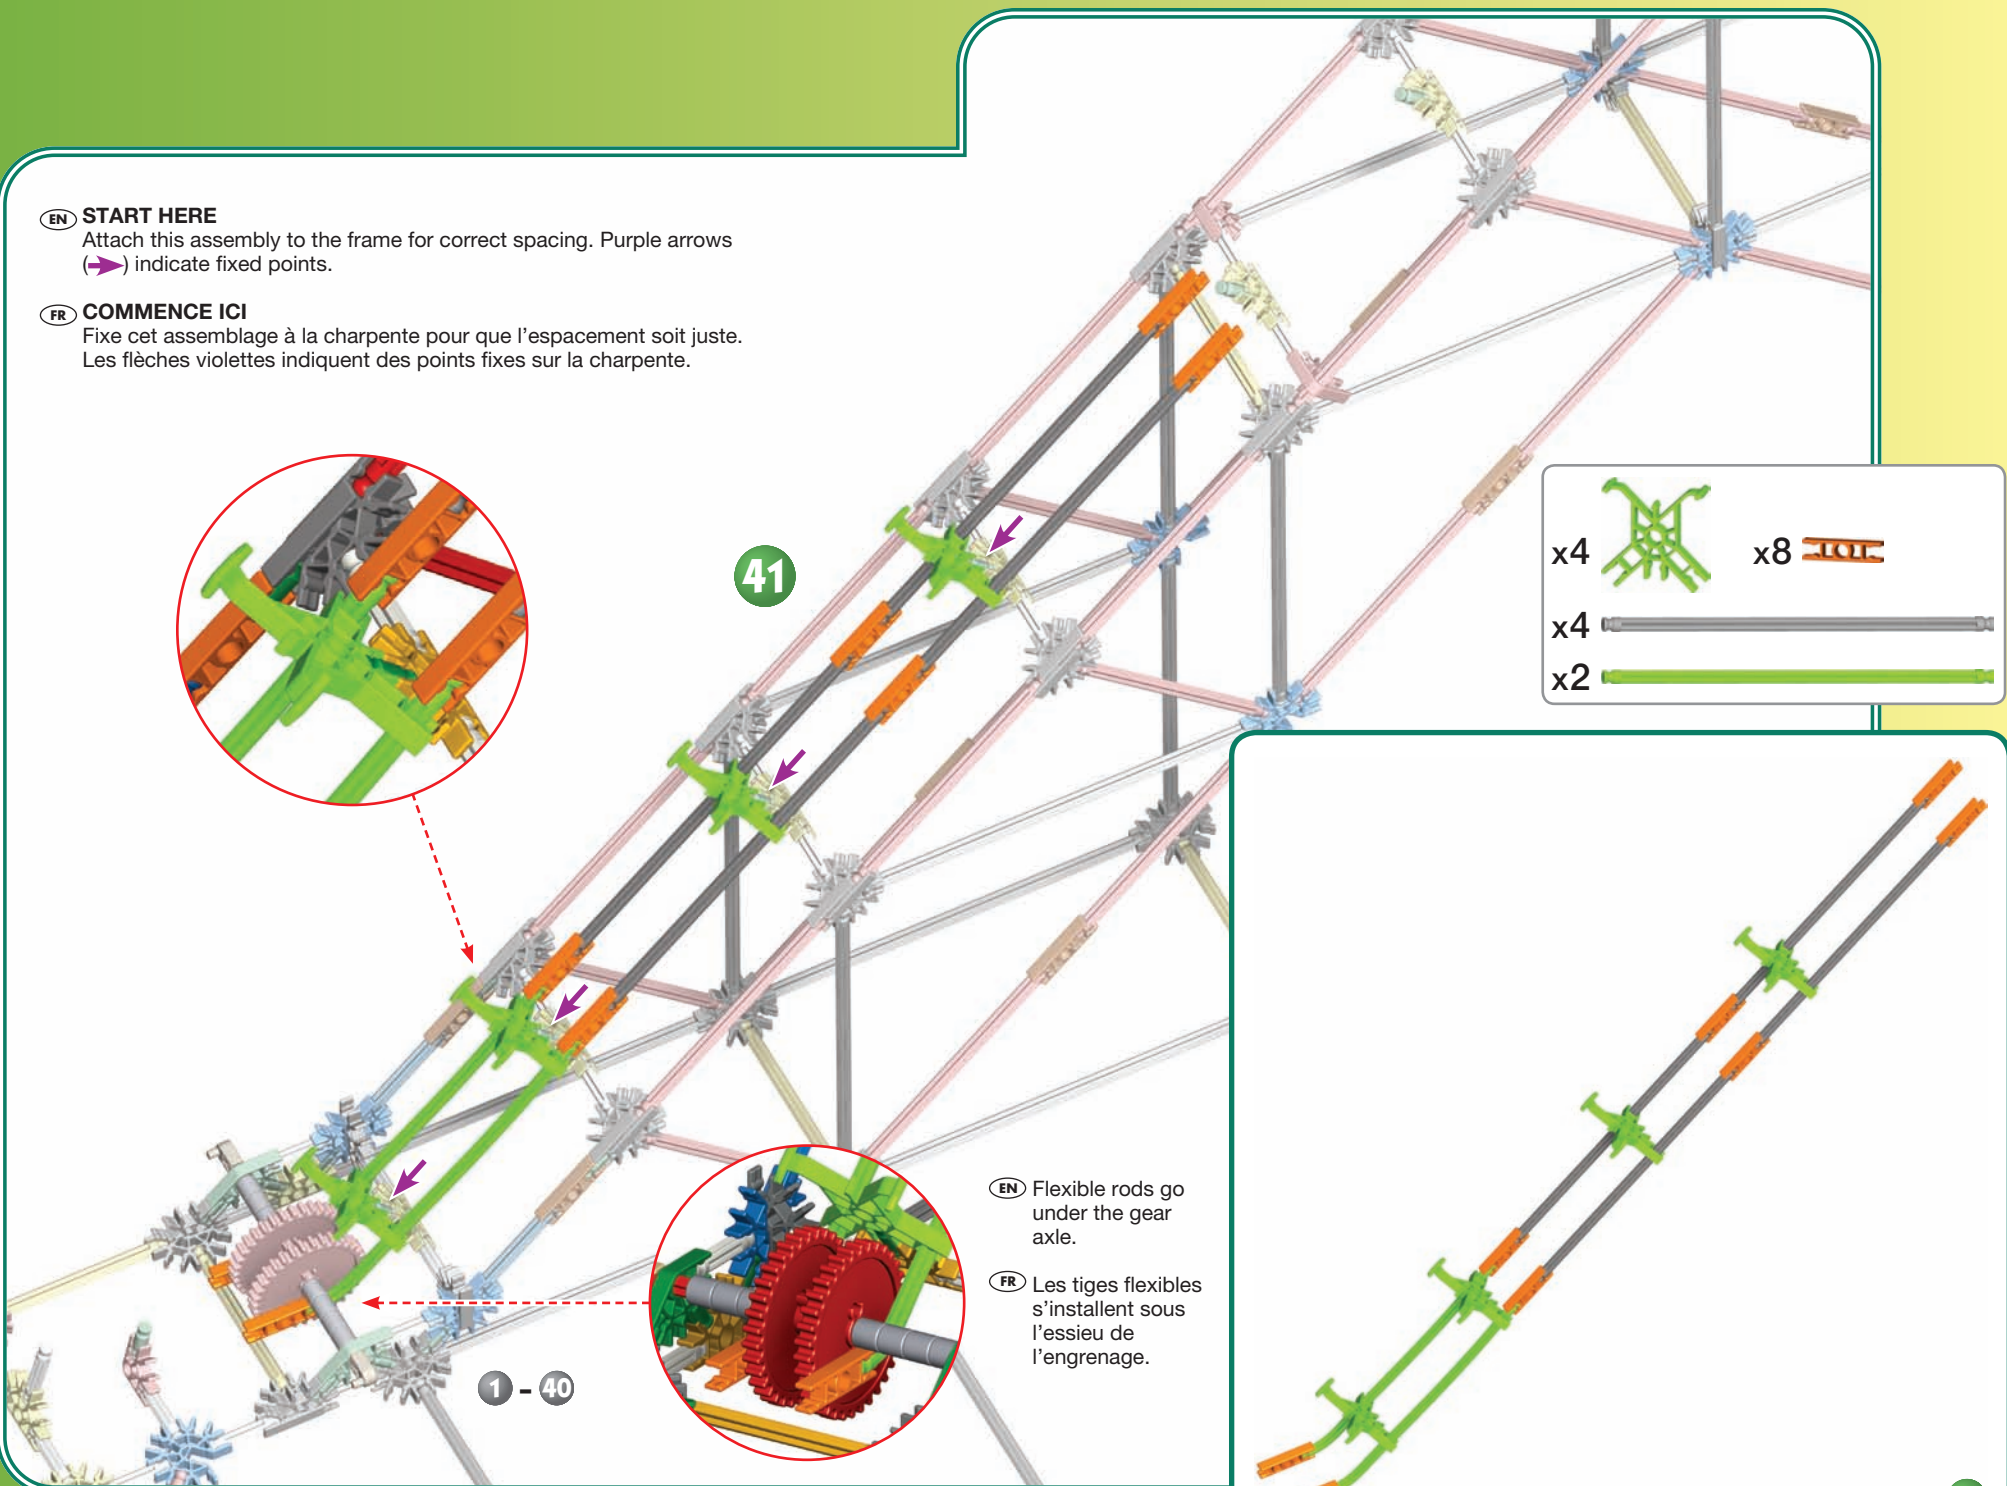 EN START HERE
Attach this assembly to the frame for correct spacing. Purple arrows
( ) indicate fixed points.
FR COMMENCE ICI
Fixe cet assemblage à la charpente pour que l'espacement soit juste.
Les flèches violettes indiquent des points fixes sur la charpente.
41
x4
x8
x4
x2
EN Flexible rods go
under the gear
axle.
FR Les tiges flexibles
s'installent sous
l'essieu de
l'engrenage.
1 - 40